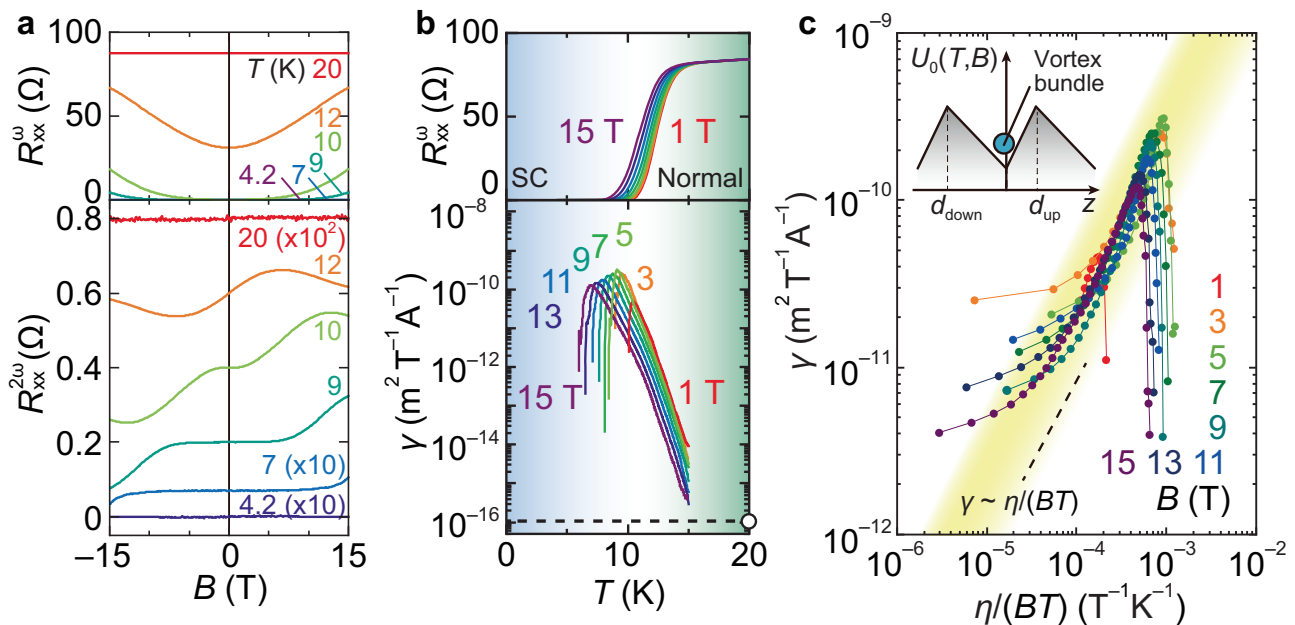 a
100
50
0
R^ω_xx (Ω)
T (K) 20
12
10
4.2
7
9
0.8
0.6
0.4
0.2
0
R^2ω_xx (Ω)
20 (x10²)
12
10
9
7 (x10)
4.2 (x10)
−15
0
15
B (T)
b
100
50
0
R^ω_xx (Ω)
15 T
1 T
SC
Normal
10⁻⁸
10⁻¹⁰
10⁻¹²
10⁻¹⁴
10⁻¹⁶
γ (m² T⁻¹ A⁻¹)
5
7
9
11
13
3
15 T
1 T
0
10
20
T (K)
c
10⁻⁹
10⁻¹⁰
10⁻¹¹
10⁻¹²
γ (m² T⁻¹A⁻¹)
U₀(T,B)
Vortex
bundle
d_down
d_up
z
1
3
5
7
9
15
13
11
B (T)
γ ~ η/(BT)
10⁻⁶
10⁻⁵
10⁻⁴
10⁻³
10⁻²
η/(BT) (T⁻¹K⁻¹)